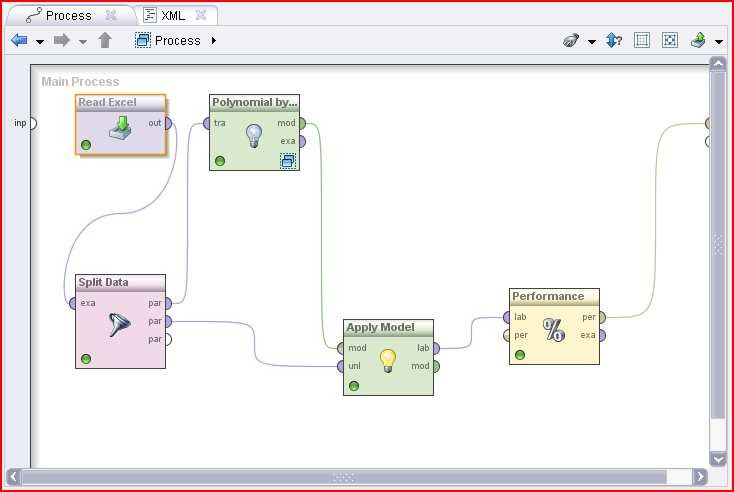 Process
XML
Process
Main Process
inp
Read Excel
out
Polynomial by...
tra
mod
exa
Split Data
exa
par
par
par
Apply Model
mod
lab
unl
mod
Performance
lab
per
per
exa